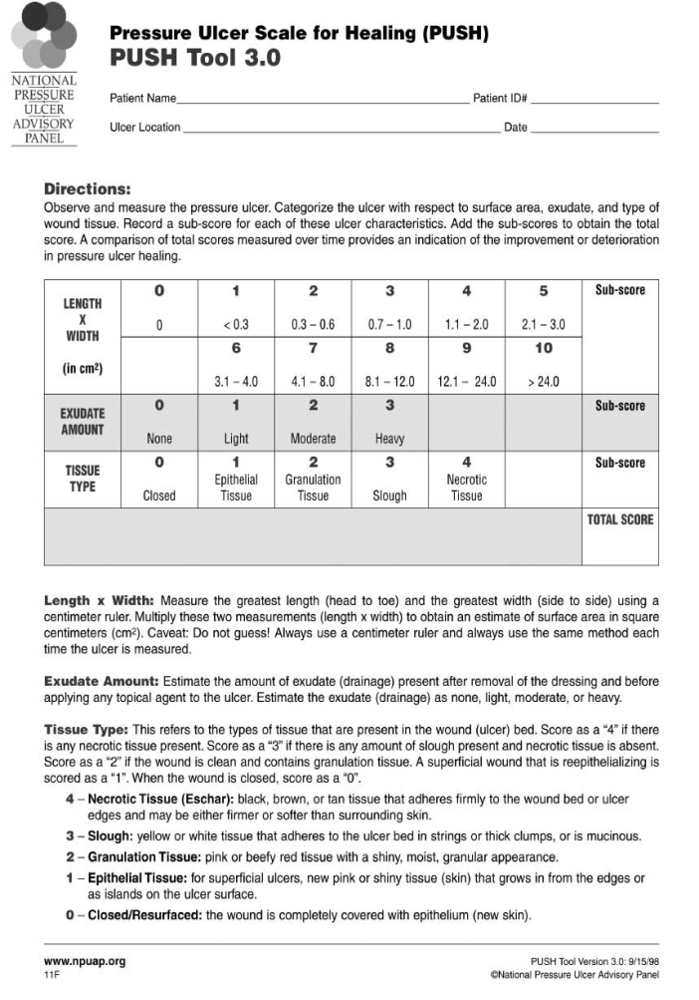 NATIONAL
PRESSURE
ULCER
ADVISORY
PANEL
Pressure Ulcer Scale for Healing (PUSH)
PUSH Tool 3.0
Patient Name Patient ID#
Ulcer Location Date
Directions:
Observe and measure the pressure ulcer. Categorize the ulcer with respect to surface area, exudate, and type of
wound tissue. Record a sub-score for each of these ulcer characteristics. Add the sub-scores to obtain the total
score. A comparison of total scores measured over time provides an indication of the improvement or deterioration
in pressure ulcer healing.
LENGTH
X
WIDTH
(in cm²)
0 1 2 3 4 5 Sub-score
0 < 0.3 0.3 – 0.6 0.7 – 1.0 1.1 – 2.0 2.1 – 3.0
6 7 8 9 10
3.1 – 4.0 4.1 – 8.0 8.1 – 12.0 12.1 – 24.0 > 24.0
EXUDATE
AMOUNT
0 1 2 3 Sub-score
None Light Moderate Heavy
TISSUE
TYPE
0 1 2 3 4 Sub-score
Epithelial Granulation Necrotic
Closed Tissue Tissue Slough Tissue
TOTAL SCORE
Length x Width: Measure the greatest length (head to toe) and the greatest width (side to side) using a
centimeter ruler. Multiply these two measurements (length x width) to obtain an estimate of surface area in square
centimeters (cm²). Caveat: Do not guess! Always use a centimeter ruler and always use the same method each
time the ulcer is measured.
Exudate Amount: Estimate the amount of exudate (drainage) present after removal of the dressing and before
applying any topical agent to the ulcer. Estimate the exudate (drainage) as none, light, moderate, or heavy.
Tissue Type: This refers to the types of tissue that are present in the wound (ulcer) bed. Score as a “4” if there
is any necrotic tissue present. Score as a “3” if there is any amount of slough present and necrotic tissue is absent.
Score as a “2” if the wound is clean and contains granulation tissue. A superficial wound that is reepithelializing is
scored as a “1”. When the wound is closed, score as a “0”.
4 – Necrotic Tissue (Eschar): black, brown, or tan tissue that adheres firmly to the wound bed or ulcer
edges and may be either firmer or softer than surrounding skin.
3 – Slough: yellow or white tissue that adheres to the ulcer bed in strings or thick clumps, or is mucinous.
2 – Granulation Tissue: pink or beefy red tissue with a shiny, moist, granular appearance.
1 – Epithelial Tissue: for superficial ulcers, new pink or shiny tissue (skin) that grows in from the edges or
as islands on the ulcer surface.
0 – Closed/Resurfaced: the wound is completely covered with epithelium (new skin).
www.npuap.org PUSH Tool Version 3.0: 9/15/98
11F ©National Pressure Ulcer Advisory Panel